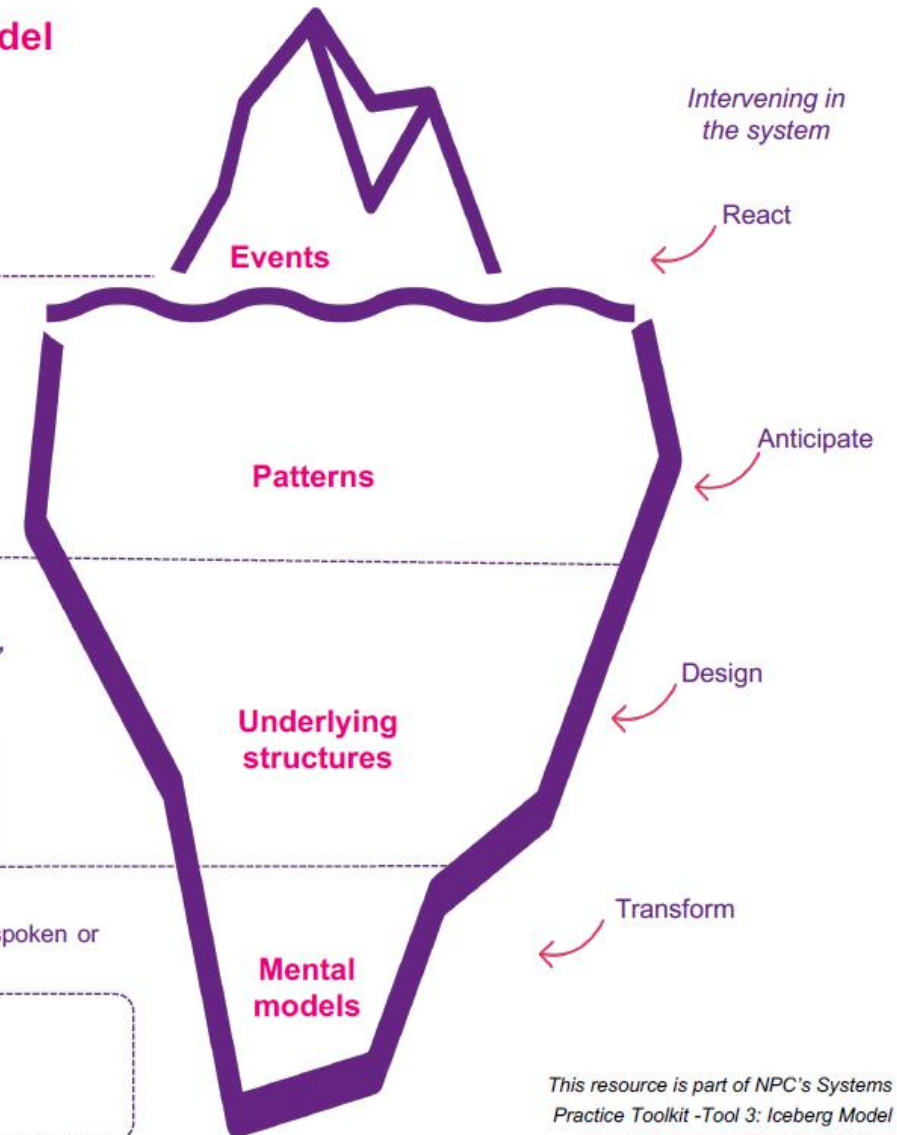 del
Intervening in
the system
React
Events
Anticipate
Patterns
,
Design
Underlying
structures
Transform
spoken or
Mental
models
This resource is part of NPC's Systems
Practice Toolkit -Tool 3: Iceberg Model